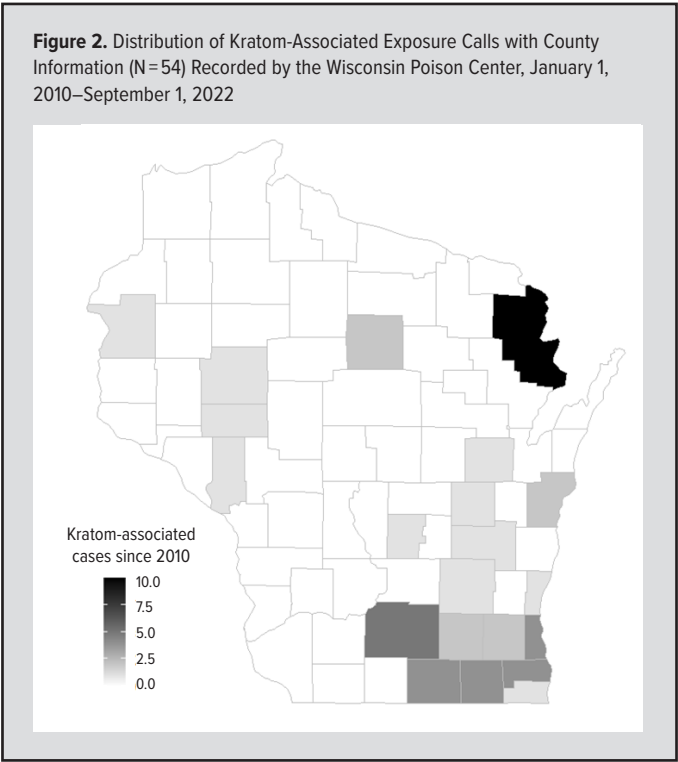 Figure 2. Distribution of Kratom-Associated Exposure Calls with County
Information (N = 54) Recorded by the Wisconsin Poison Center, January 1,
2010–September 1, 2022
Kratom-associated
cases since 2010
10.0
7.5
5.0
2.5
0.0